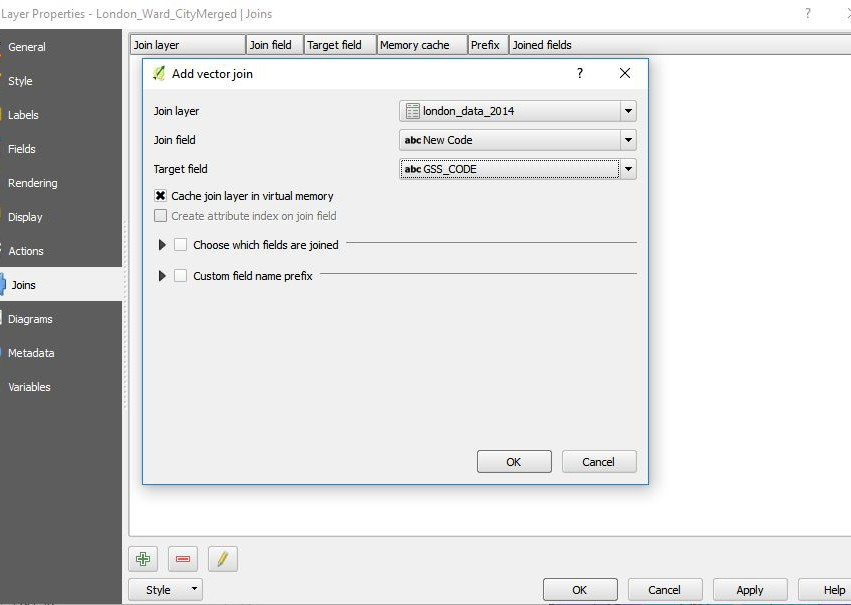 Layer Properties - London_Ward_CityMerged | Joins
?
General
Style
Labels
Fields
Rendering
Display
Actions
Joins
Diagrams
Metadata
Variables
Join layer Join field Target field Memory cache Prefix Joined fields
Add vector join ?
Join layer london_data_2014
Join field abc New Code
Target field abc GSS_CODE
Cache join layer in virtual memory
Create attribute index on join field
Choose which fields are joined
Custom field name prefix
OK Cancel
Style OK Cancel Apply Help